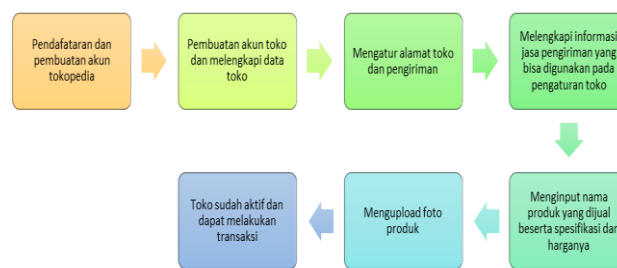 Pendafataran dan
pembuatan akun
tokopedia
Pembuatan akun toko
dan melengkapi data
toko
Mengatur alamat toko
dan pengiriman
Melengkapi informasi
jasa pengiriman yang
bisa digunakan pada
pengaturan toko
Menginput nama
produk yang dijual
beserta spesifikasi dan
harganya
Mengupload foto
produk
Toko sudah aktif dan
dapat melakukan
transaksi